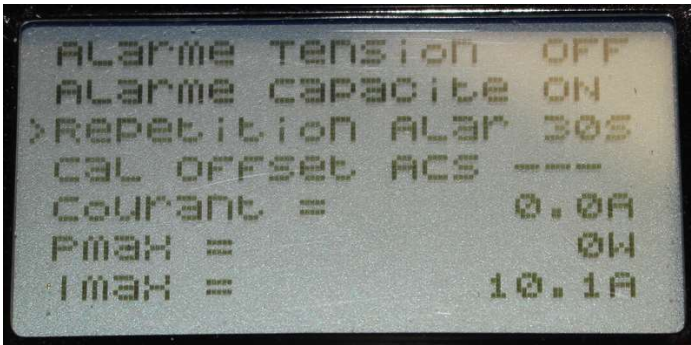 ALarme Tension OFF
ALarme capacite ON
>Repetition ALar 30S
Cal OFFset ACS ---
Courant = 0.0A
Pmax = 0W
Imax = 10.1A